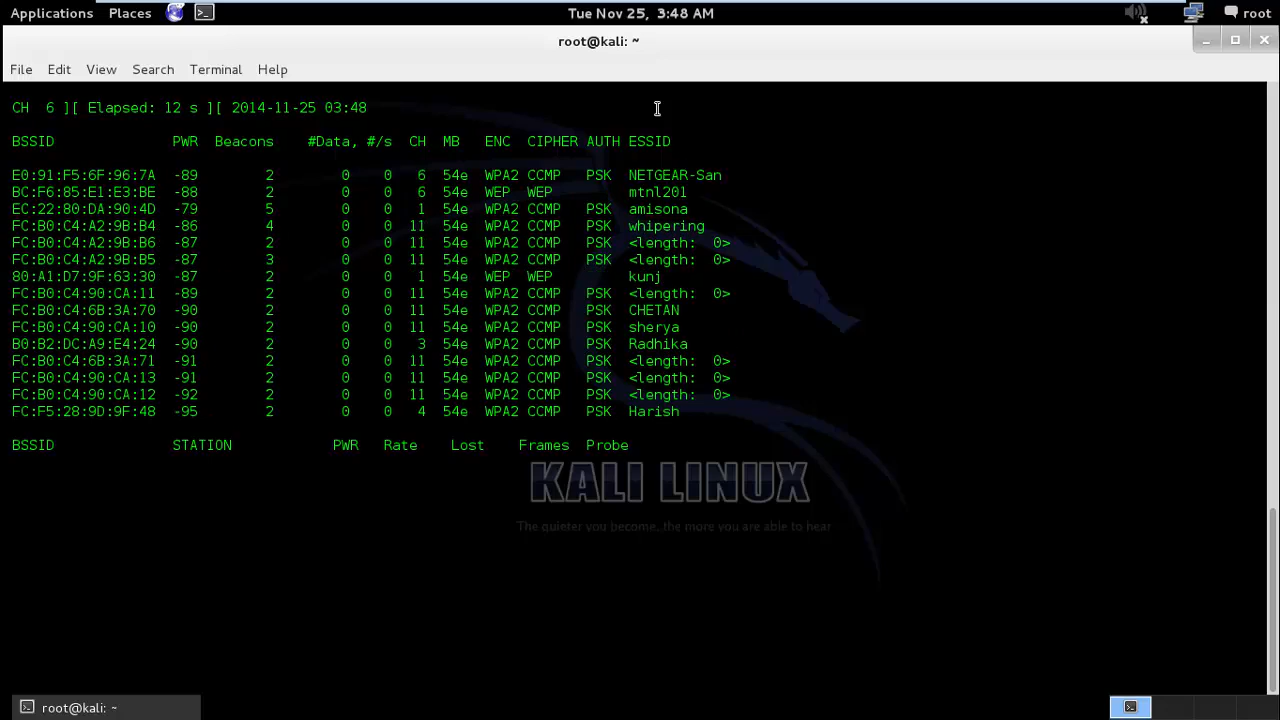 Applications Places Tue Nov 25, 3:48 AM root
root@kali: ~
File Edit View Search Terminal Help
CH 6 ][ Elapsed: 12 s ][ 2014-11-25 03:48
BSSID PWR Beacons #Data, #/s CH MB ENC CIPHER AUTH ESSID
E0:91:F5:6F:96:7A -89 2 0 0 6 54e WPA2 CCMP PSK NETGEAR-San
BC:F6:85:E1:E3:BE -88 2 0 0 6 54e WEP WEP mtnl201
EC:22:80:DA:90:4D -79 5 0 0 1 54e WPA2 CCMP PSK amisona
FC:B0:C4:A2:9B:B4 -86 4 0 0 11 54e WPA2 CCMP PSK whipering
FC:B0:C4:A2:9B:B6 -87 2 0 0 11 54e WPA2 CCMP PSK <length: 0>
FC:B0:C4:A2:9B:B5 -87 3 0 0 11 54e WPA2 CCMP PSK <length: 0>
80:A1:D7:9F:63:30 -87 2 0 0 1 54e WEP WEP kunj
FC:B0:C4:90:CA:11 -89 2 0 0 11 54e WPA2 CCMP PSK <length: 0>
FC:B0:C4:6B:3A:70 -90 2 0 0 11 54e WPA2 CCMP PSK CHETAN
FC:B0:C4:90:CA:10 -90 2 0 0 11 54e WPA2 CCMP PSK sherya
B0:B2:DC:A9:E4:24 -90 2 0 0 3 54e WPA2 CCMP PSK Radhika
FC:B0:C4:6B:3A:71 -91 2 0 0 11 54e WPA2 CCMP PSK <length: 0>
FC:B0:C4:90:CA:13 -91 2 0 0 11 54e WPA2 CCMP PSK <length: 0>
FC:B0:C4:90:CA:12 -92 2 0 0 11 54e WPA2 CCMP PSK <length: 0>
FC:F5:28:9D:9F:48 -95 2 0 0 4 54e WPA2 CCMP PSK Harish
BSSID STATION PWR Rate Lost Frames Probe
KALI LINUX
The quieter you become, the more you are able to hear
root@kali: ~